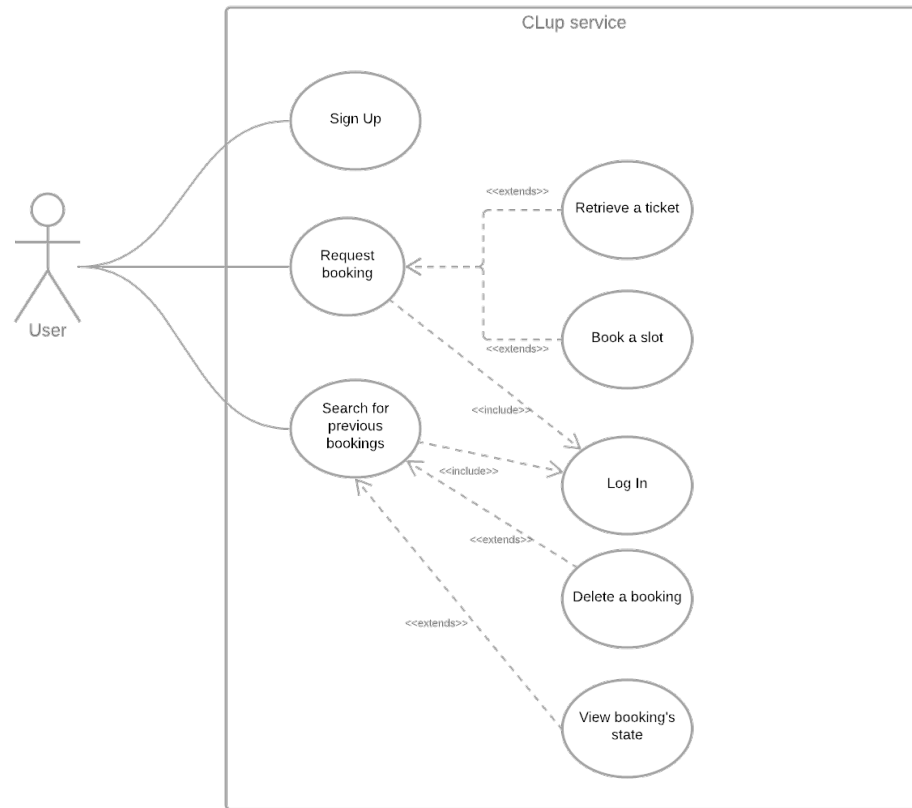 CLup service
Sign Up
<<extends>>
Retrieve a ticket
Request
booking
User
<<extends>>
Book a slot
Search for
previous
bookings
<<include>>
<<include>>
Log In
<<extends>>
Delete a booking
<<extends>>
View booking's
state